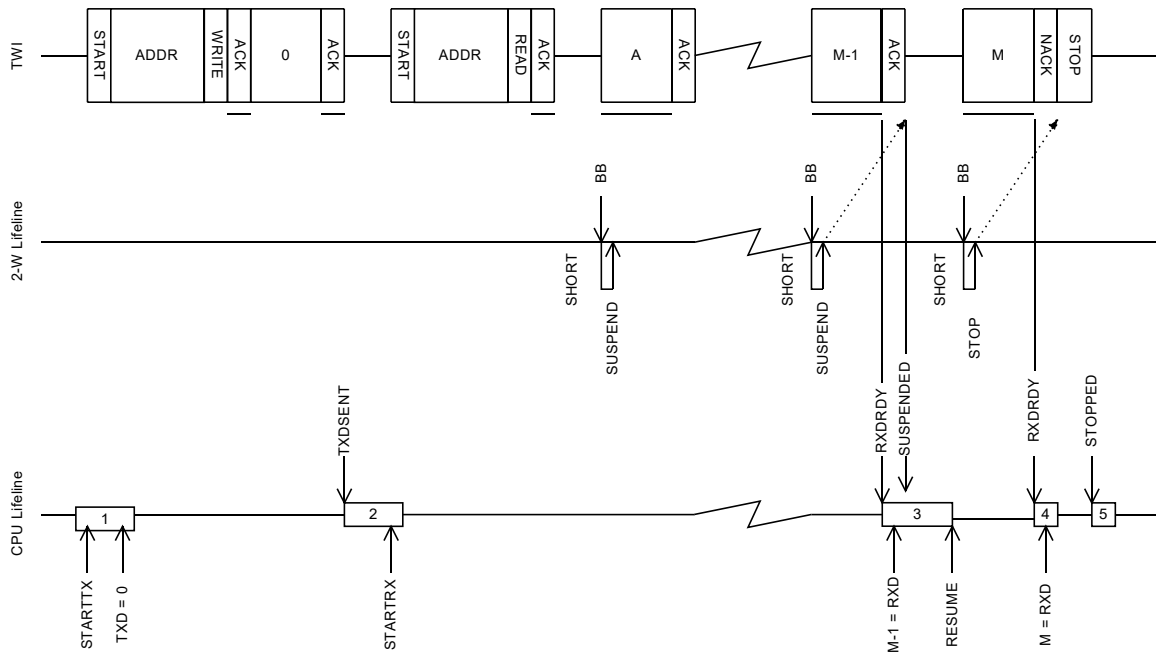 TWI
START
ADDR
WRITE
ACK
0
ACK
START
ADDR
READ
ACK
A
ACK
M-1
ACK
M
NACK
STOP
2-W Lifeline
BB
SHORT
SUSPEND
BB
SHORT
SUSPEND
BB
SHORT
STOP
CPU Lifeline
TXDSENT
RXDRDY
SUSPENDED
RXDRDY
STOPPED
1
2
3
4
5
STARTTX
TXD = 0
STARTRX
M-1 = RXD
RESUME
M = RXD